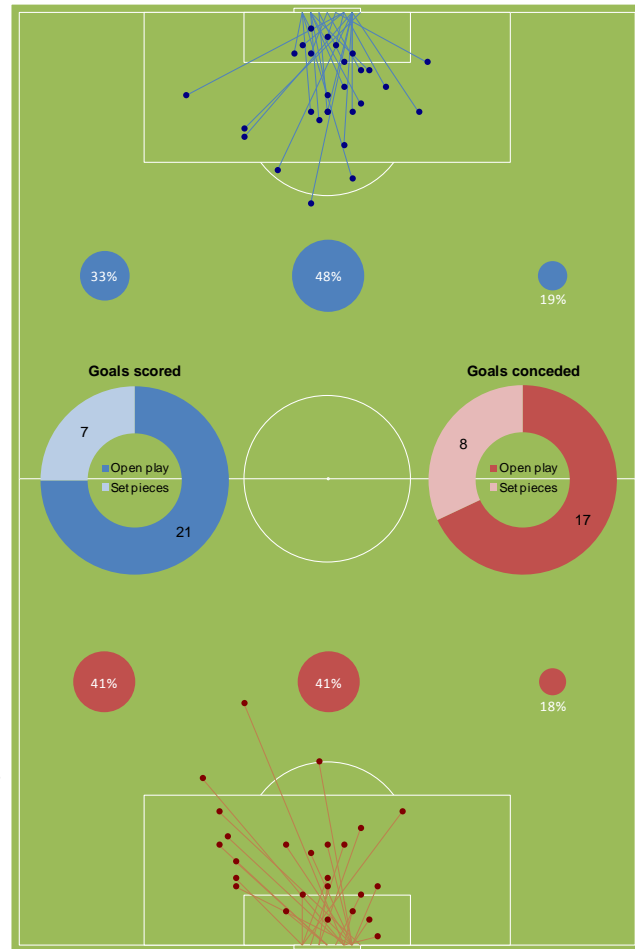 33%
48%
19%
Goals scored
Goals conceded
7
8
Open play
Set pieces
Open play
Set pieces
21
17
41%
41%
18%